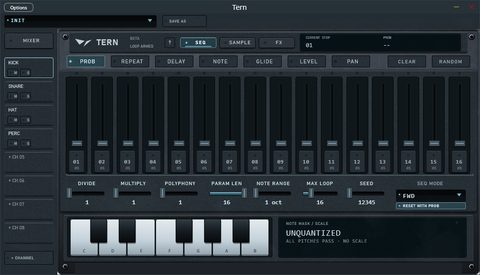 Options
Tern
INIT
SAVE AS
MIXER
TERN
BETA
LOOP ARMED
?
SEQ
SAMPLE
FX
CURRENT STEP
01
PROB
--
PROB
REPEAT
DELAY
NOTE
GLIDE
LEVEL
PAN
CLEAR
RANDOM
KICK
M S
SNARE
M S
HAT
M S
PERC
M S
+ CH 05
+ CH 06
+ CH 07
+ CH 08
+ CHANNEL
01 02 03 04 05 06 07 08 09 10 11 12 13 14 15 16
DIVIDE
MULTIPLY
POLYPHONY
PARAM LEN
NOTE RANGE
MAX LOOP
SEED
SEQ MODE
1
1
1
16
1 oct
16
12345
FWD
RESET WITH PROB
C D E F G A B
NOTE MASK / SCALE
UNQUANTIZED
ALL PITCHES PASS - NO SCALE